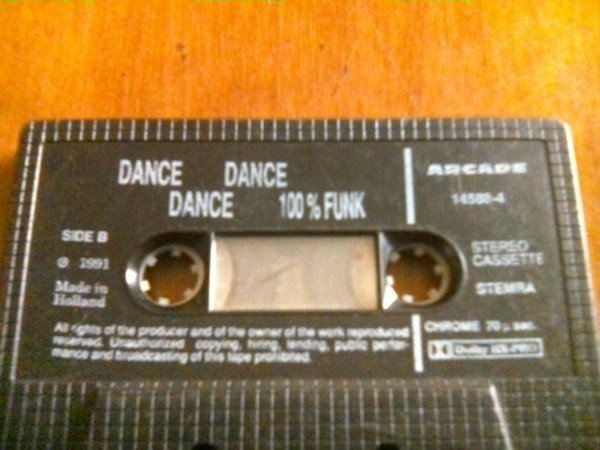 DANCE DANCE
DANCE 100% FUNK
ARCADE
14588-4
SIDE B
℗ 1991
Made in
Holland
STEREO
CASSETTE
STEMRA
All rights of the producer and of the owner of the work reproduced
reserved. Unauthorized copying, hiring, lending, public perfor-
mance and broadcasting of this tape prohibited.
CHROME 70 µ sec.
Dolby HX-PRO